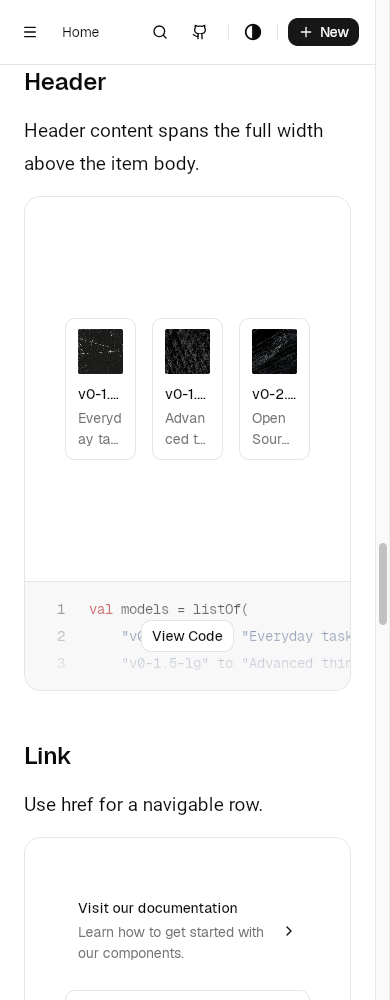 Home
New
Header
Header content spans the full width
above the item body.
v0-1....
Everyd
ay ta...
v0-1....
Advan
ced t...
v0-2....
Open
Sour...
1 val models = listOf(
2 "v0 "Everyday task
View Code
3 "v0-1.5-lg" to "Advanced thin
Link
Use href for a navigable row.
Visit our documentation
Learn how to get started with
our components.